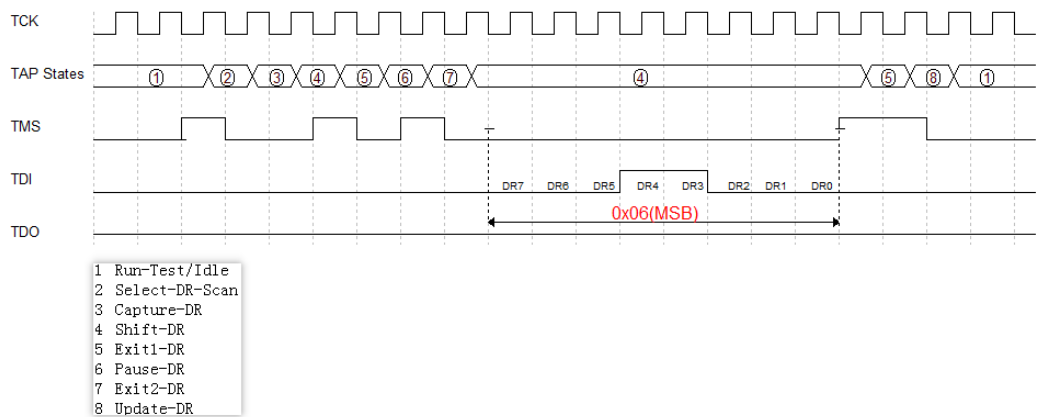 TCK
TAP States ① ② ③ ④ ⑤ ⑥ ⑦ ④ ⑤ ⑧ ①
TMS
TDI DR7 DR6 DR5 DR4 DR3 DR2 DR1 DR0
0x06(MSB)
TDO
1 Run-Test/Idle
2 Select-DR-Scan
3 Capture-DR
4 Shift-DR
5 Exit1-DR
6 Pause-DR
7 Exit2-DR
8 Update-DR